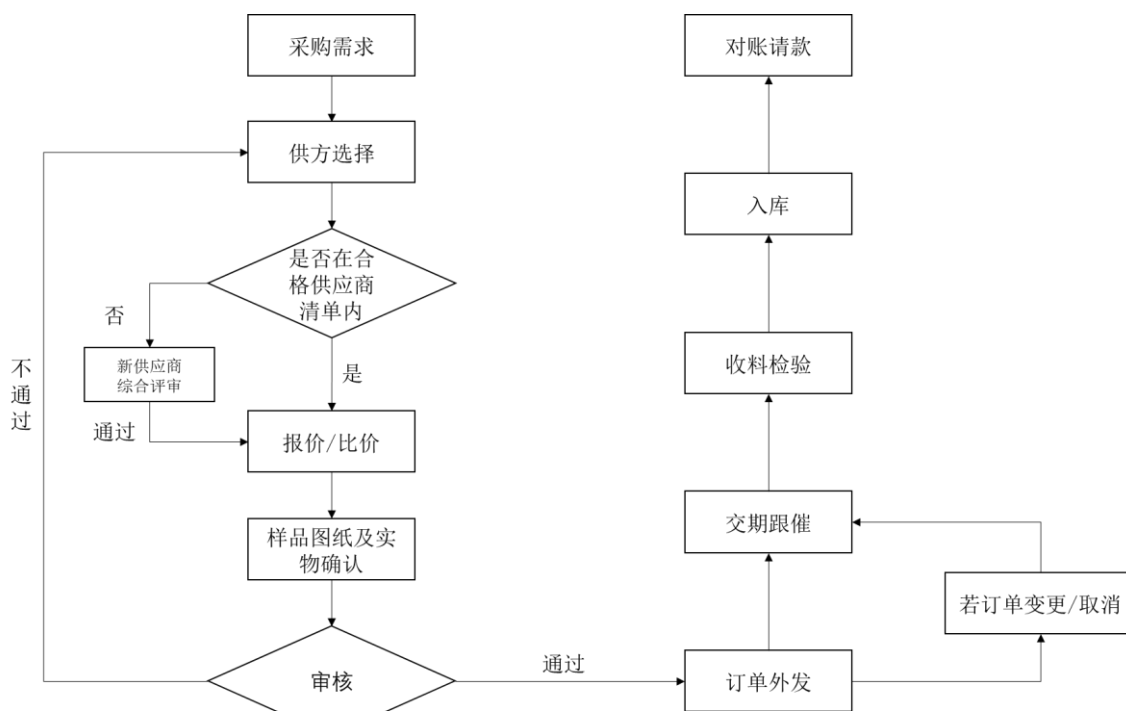 采购需求
供方选择
是否在合
格供应商
清单内
否
新供应商
综合评审
是
通过
不通过
报价/比价
样品图纸及实
物确认
审核
通过
订单外发
若订单变更/取消
交期跟催
收料检验
入库
对账请款